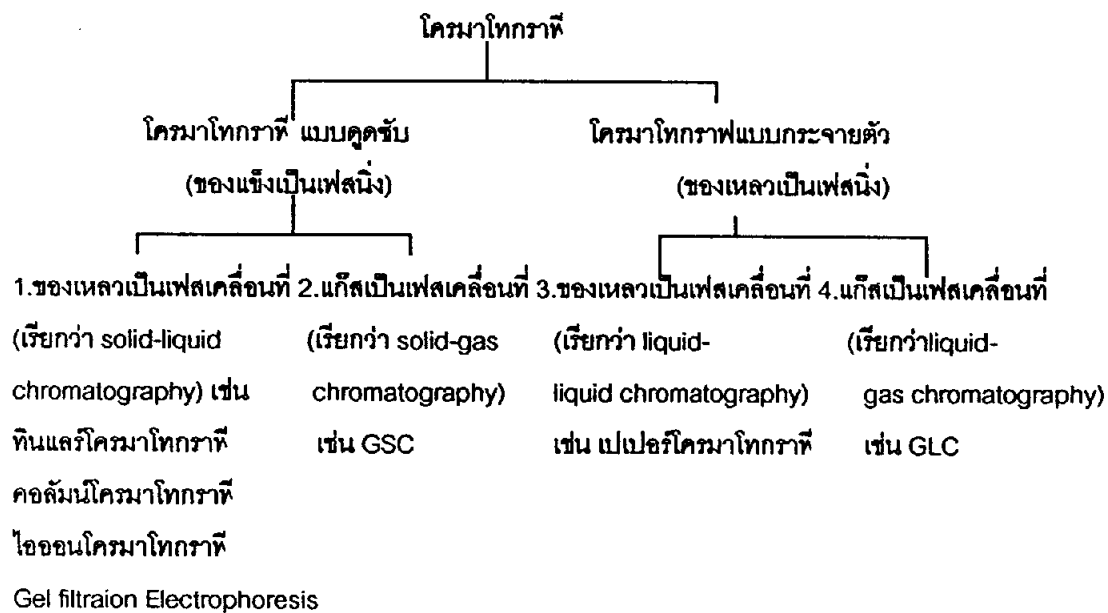 โครมาโทกราฟี
โครมาโทกราฟี แบบดูดซับ
(ของแข็งเป็นเฟสนิ่ง)
โครมาโทกราฟแบบกระจายตัว
(ของเหลวเป็นเฟสนิ่ง)
1.ของเหลวเป็นเฟสเคลื่อนที่ 2.แก๊สเป็นเฟสเคลื่อนที่ 3.ของเหลวเป็นเฟสเคลื่อนที่ 4.แก๊สเป็นเฟสเคลื่อนที่
(เรียกว่า solid-liquid (เรียกว่า solid-gas (เรียกว่า liquid- (เรียกว่าliquid-
chromatography) เช่น chromatography) liquid chromatography) gas chromatography)
ทินแลร์โครมาโทกราฟี เช่น GSC เช่น เปเปอร์โครมาโทกราฟี เช่น GLC
คอลัมน์โครมาโทกราฟี
ไอออนโครมาโทกราฟี
Gel filtraion Electrophoresis